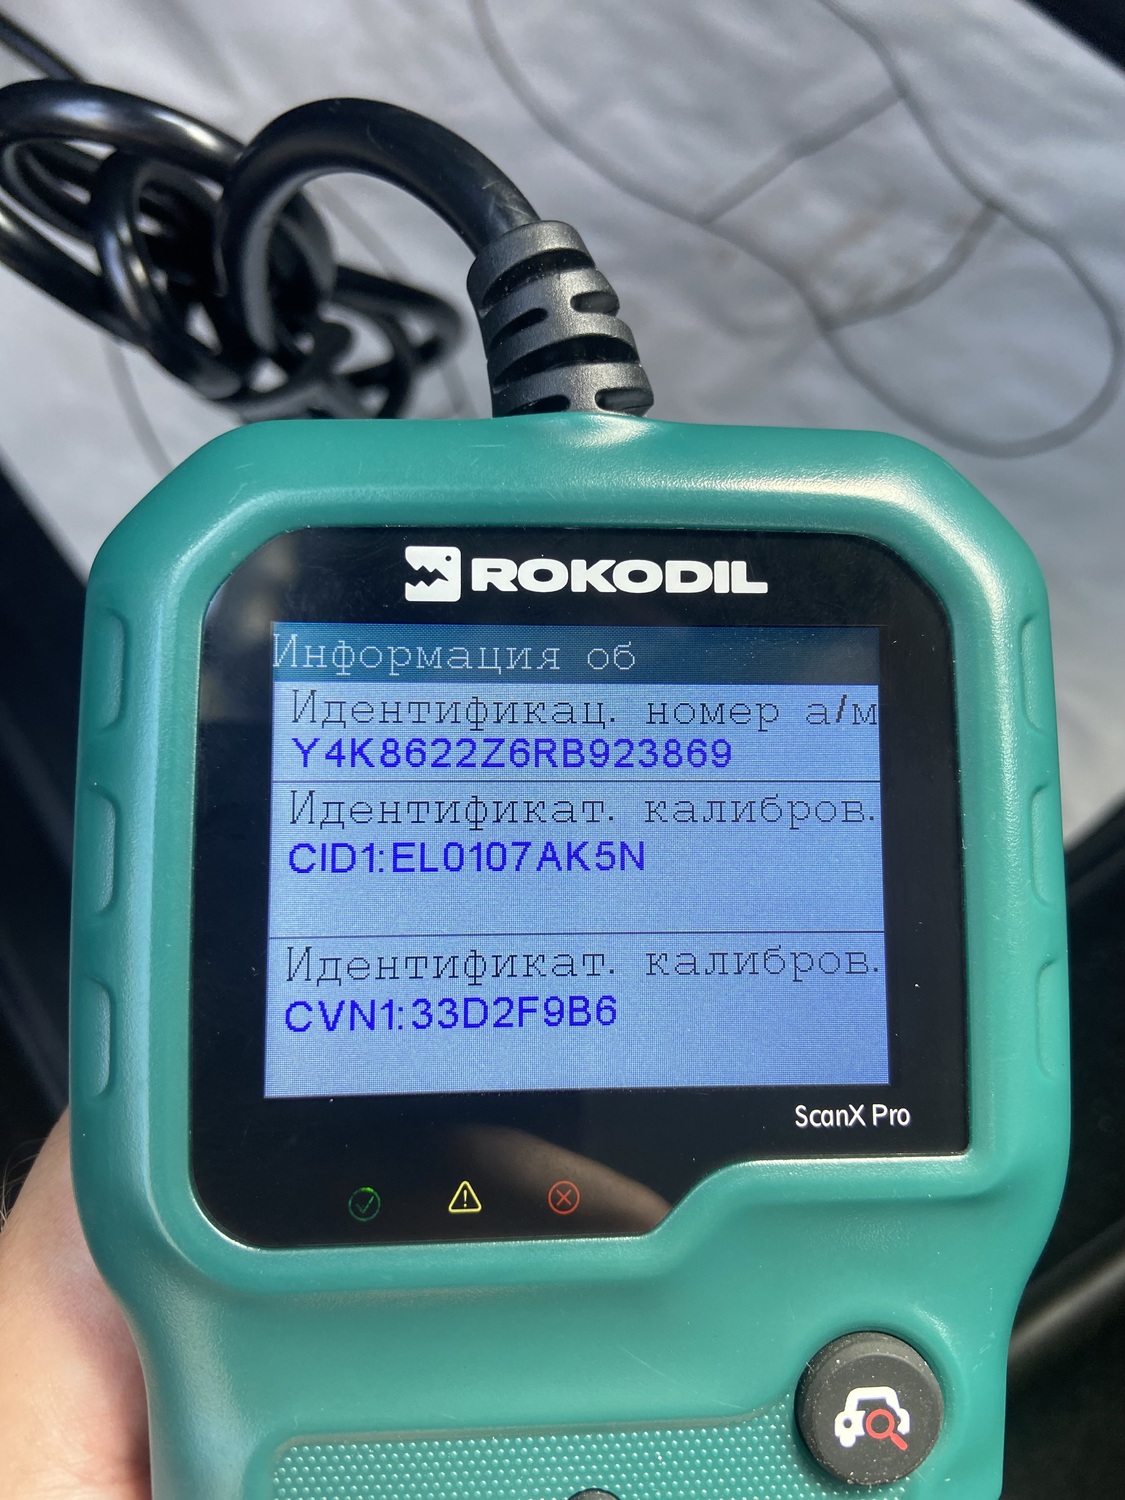 ROKODIL
Информация об
Идентификац. номер а/м
Y4K8622Z6RB923869
Идентификат. калибров.
CID1:EL0107AK5N
Идентификат. калибров.
CVN1:33D2F9B6
ScanX Pro